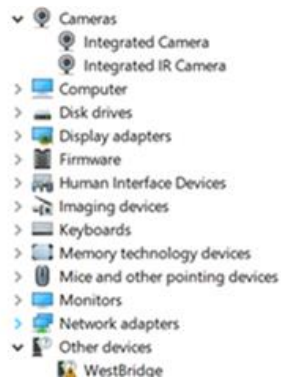 Cameras
Integrated Camera
Integrated IR Camera
Computer
Disk drives
Display adapters
Firmware
Human Interface Devices
Imaging devices
Keyboards
Memory technology devices
Mice and other pointing devices
Monitors
Network adapters
Other devices
WestBridge